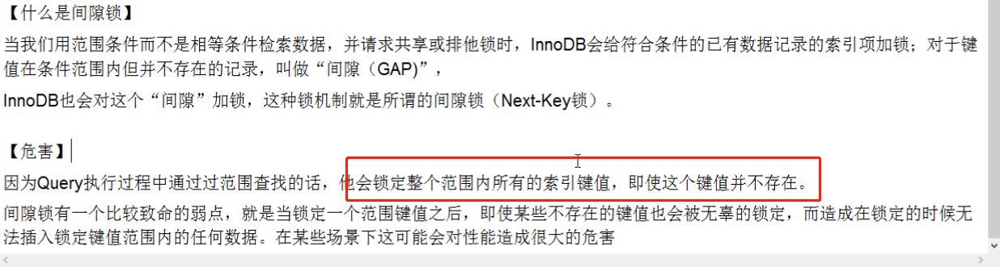 【什么是间隙锁】
当我们用范围条件而不是相等条件检索数据，并请求共享或排他锁时，InnoDB会给符合条件的已有数据记录的索引项加锁；对于键
值在条件范围内但并不存在的记录，叫做“间隙（GAP)”，
InnoDB也会对这个“间隙”加锁，这种锁机制就是所谓的间隙锁（Next-Key锁）。
【危害】
因为Query执行过程中通过过范围查找的话，他会锁定整个范围内所有的索引键值，即使这个键值并不存在。
间隙锁有一个比较致命的弱点，就是当锁定一个范围键值之后，即使某些不存在的键值也会被无辜的锁定，而造成在锁定的时候无
法插入锁定键值范围内的任何数据。在某些场景下这可能会对性能造成很大的危害